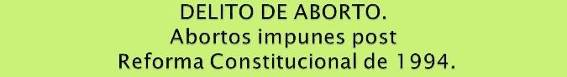 DELITO DE ABORTO.
Abortos impunes post
Reforma Constitucional de 1994.